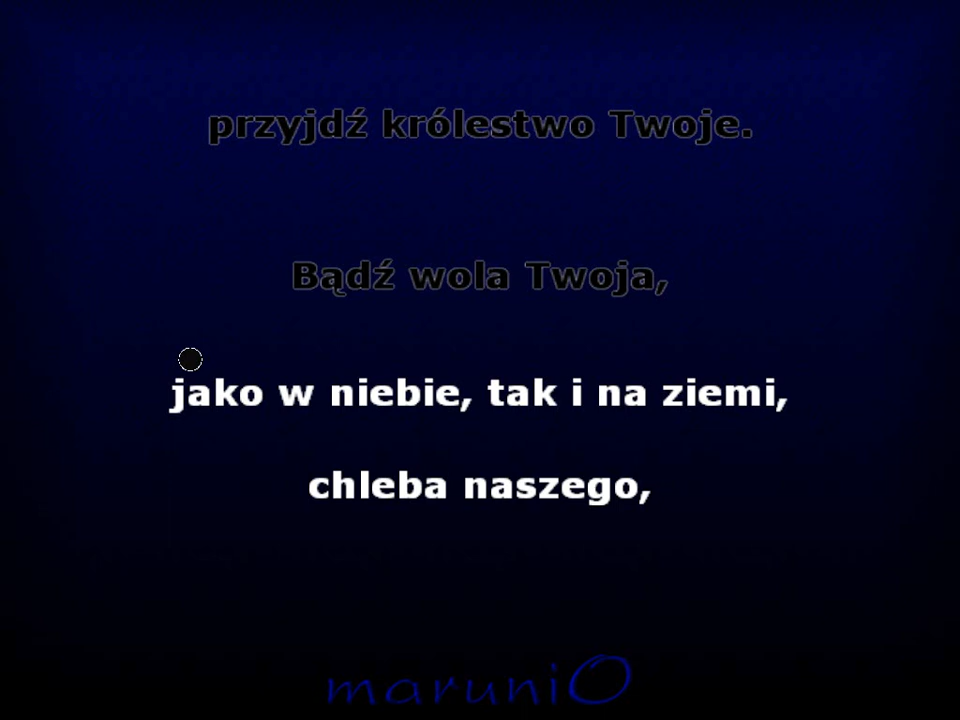 przyjdź królestwo Twoje.
Bądź wola Twoja,
jako w niebie, tak i na ziemi,
chleba naszego,
maruniO